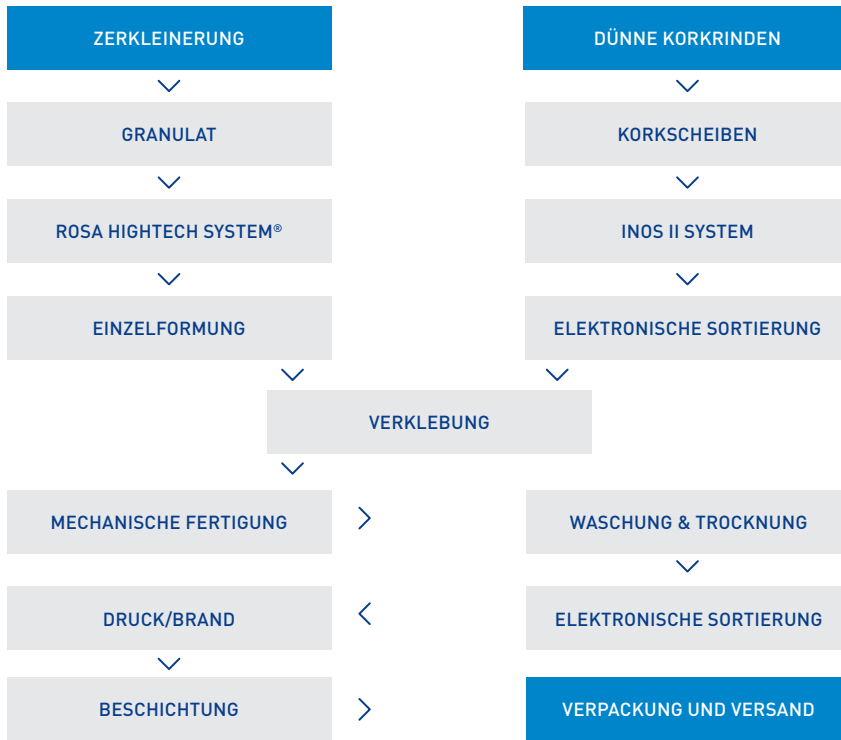 ZERKLEINERUNG
DÜNNE KORKRINDEN
GRANULAT
KORKSCHEIBEN
ROSA HIGHTECH SYSTEM®
INOS II SYSTEM
EINZELFORMUNG
ELEKTRONISCHE SORTIERUNG
VERKLEBUNG
MECHANISCHE FERTIGUNG
WASCHUNG & TROCKNUNG
DRUCK/BRAND
ELEKTRONISCHE SORTIERUNG
BESCHICHTUNG
VERPACKUNG UND VERSAND